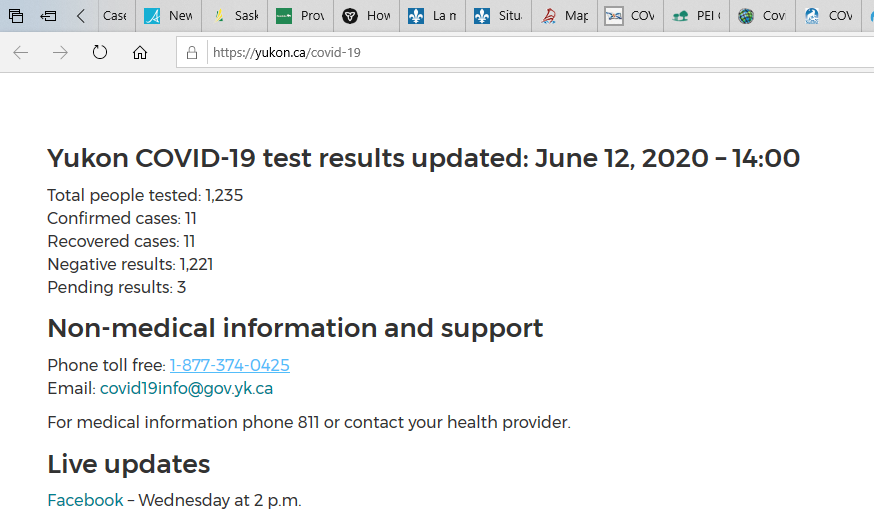 Case New Sask Prov How La m Situ Map COV PEI Cov COV
https://yukon.ca/covid-19
Yukon COVID-19 test results updated: June 12, 2020 – 14:00
Total people tested: 1,235
Confirmed cases: 11
Recovered cases: 11
Negative results: 1,221
Pending results: 3
Non-medical information and support
Phone toll free: 1-877-374-0425
Email: covid19info@gov.yk.ca
For medical information phone 811 or contact your health provider.
Live updates
Facebook – Wednesday at 2 p.m.